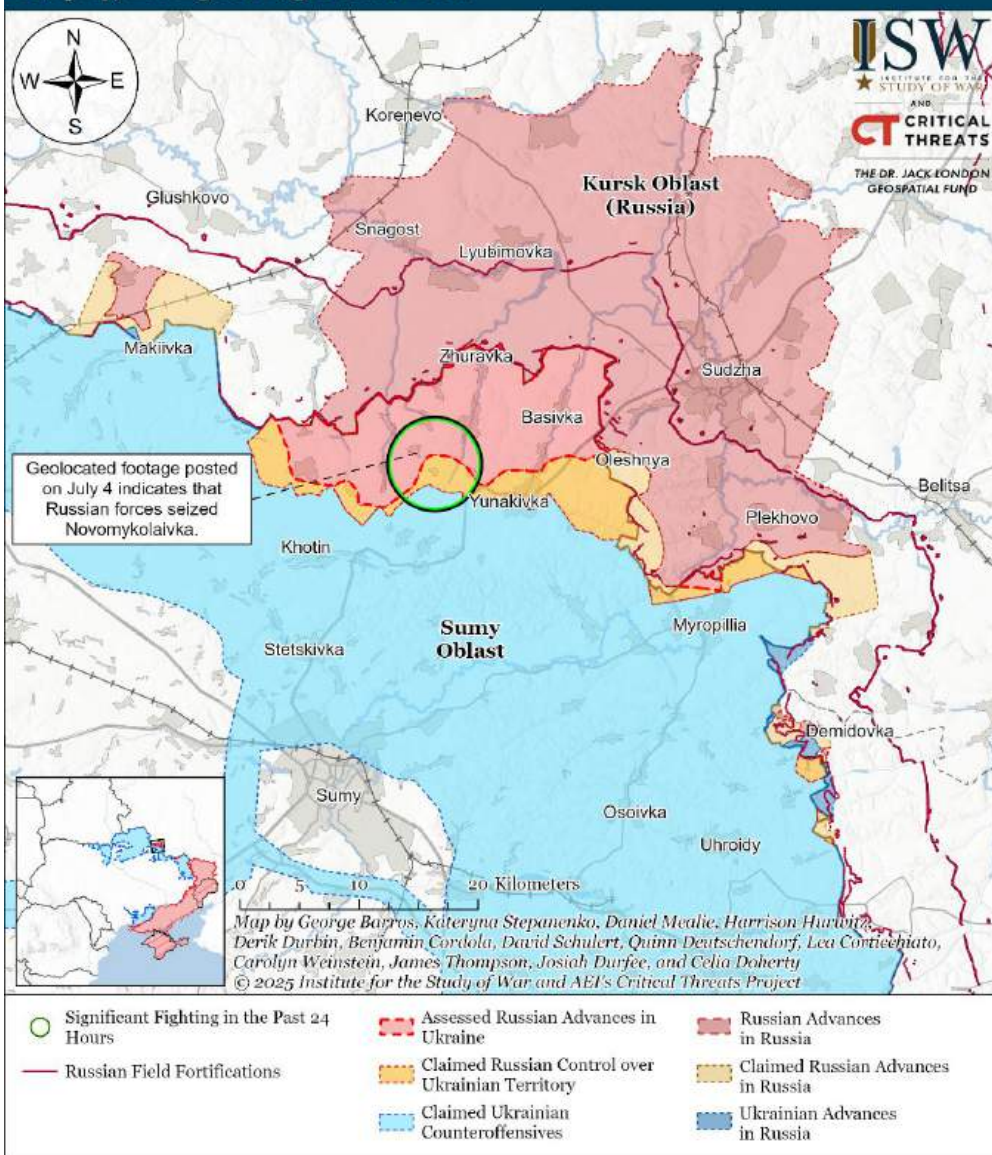 N
W E
S
ISW
INSTITUTE FOR THE
STUDY OF WAR
AND
CT CRITICAL
THREATS
THE DR. JACK LONDON
GEOSPATIAL FUND
Korenevo
Kursk Oblast
(Russia)
Glushkovo
Snagost
Lyubimovka
Makiivka
Zhuravka
Sudzha
Basivka
Geolocated footage posted
on July 4 indicates that
Russian forces seized
Novomykolaivka.
Oleshnya
Belitsa
Yunakivka
Plekhovo
Khotin
Myropillia
Sumy
Oblast
Stetskivka
Demidovka
Sumy
Osoivka
Uhroidy
0 5 10 20 Kilometers
Map by George Barros, Kateryna Stepanenko, Daniel Mealie, Harrison Hurwitz,
Derik Durbin, Benjamin Cordola, David Schulert, Quinn Deutschendorf, Lea Corticchiato,
Carolyn Weinstein, James Thompson, Josiah Durfee, and Celia Doherty
© 2025 Institute for the Study of War and AEI's Critical Threats Project
Significant Fighting in the Past 24
Hours
Russian Field Fortifications
Assessed Russian Advances in
Ukraine
Claimed Russian Control over
Ukrainian Territory
Claimed Ukrainian
Counteroffensives
Russian Advances
in Russia
Claimed Russian Advances
in Russia
Ukrainian Advances
in Russia